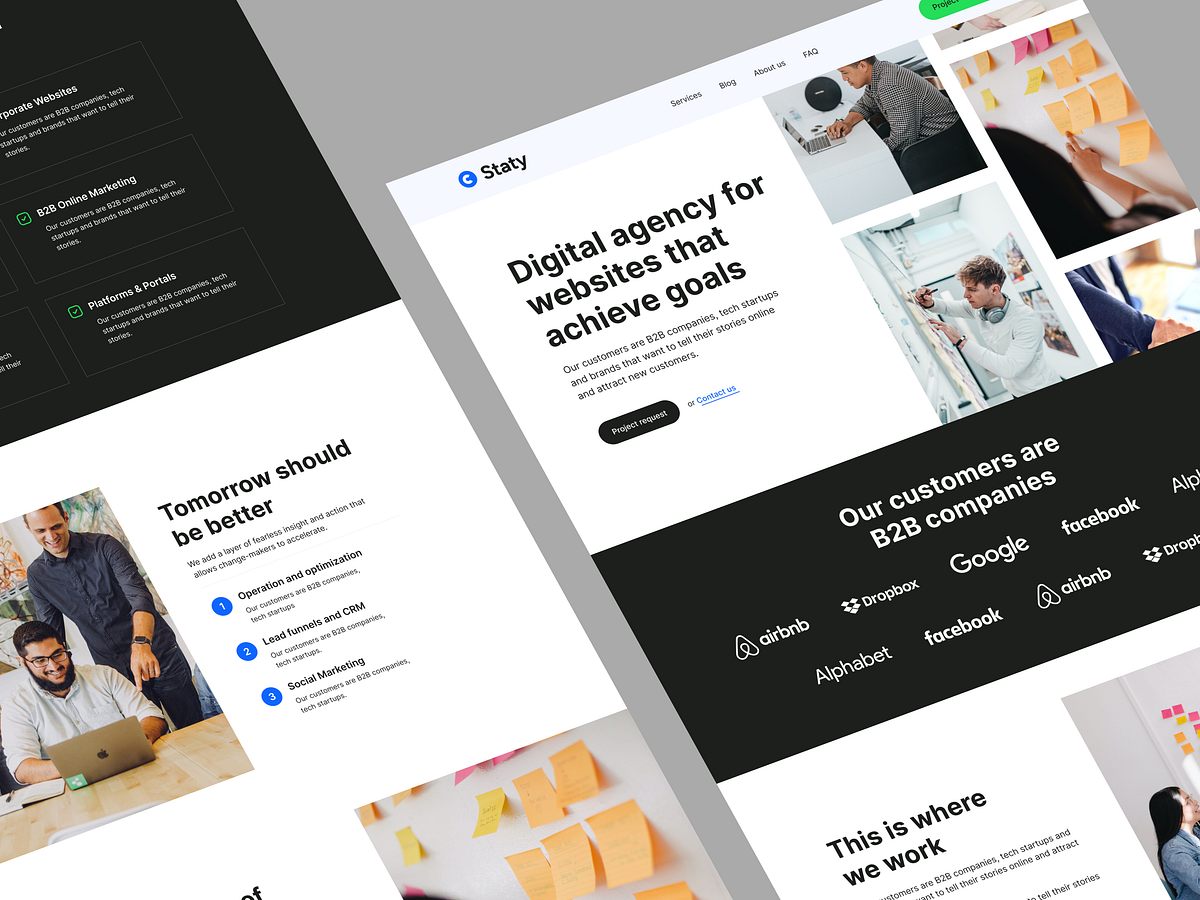 Corporate Websites
Our customers are B2B companies, tech
startups and brands that want to tell their
stories.
B2B Online Marketing
Our customers are B2B companies, tech
startups and brands that want to tell their
stories.
Platforms & Portals
Our customers are B2B companies, tech
startups and brands that want to tell their
stories.
tech
tell their
Tomorrow should
be better
We add a layer of fearless insight and action that
allows change-makers to accelerate.
1
Operation and optimization
Our customers are B2B companies,
tech startups
2
Lead funnels and CRM
Our customers are B2B companies,
tech startups.
3
Social Marketing
Our customers are B2B companies,
tech startups.
of
Staty
Services
Blog
About us
FAQ
Project
Digital agency for
websites that
achieve goals
Our customers are B2B companies, tech startups
and brands that want to tell their stories online
and attract new customers.
Project request
or Contact us
Our customers are
B2B companies
airbnb
Dropbox
Google
facebook
Alph
Alphabet
facebook
airbnb
Dropb
This is where
we work
customers are B2B companies, tech startups and
want to tell their stories online and attract
to tell their stories